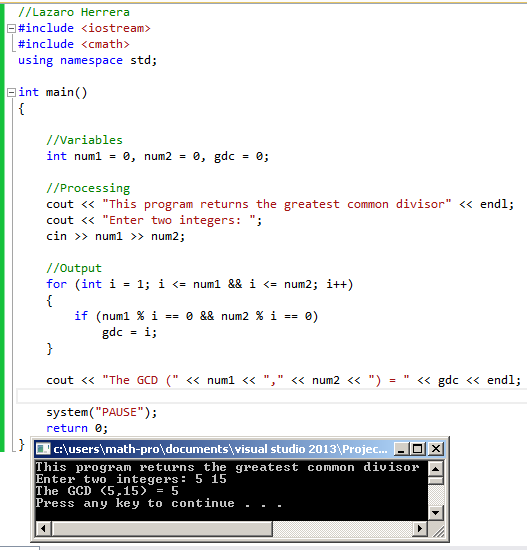 //Lazaro Herrera
#include <iostream>
#include <cmath>
using namespace std;
int main()
{
//Variables
int num1 = 0, num2 = 0, gdc = 0;
//Processing
cout << "This program returns the greatest common divisor" << endl;
cout << "Enter two integers: ";
cin >> num1 >> num2;
//Output
for (int i = 1; i <= num1 && i <= num2; i++)
{
if (num1 % i == 0 && num2 % i == 0)
gdc = i;
}
cout << "The GCD (" << num1 << "," << num2 << ") = " << gdc << endl;
system("PAUSE");
return 0;
}
c:\users\math-pro\documents\visual studio 2013\Projec...
This program returns the greatest common divisor
Enter two integers: 5 15
The GCD (5,15) = 5
Press any key to continue . . .